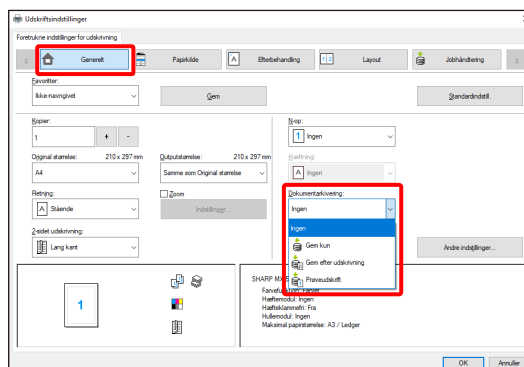 Udskriftsindstillinger
Foretrukne indstillinger for udskrivning
Generelt
Papirkilde
Efterbehandling
Layout
Jobhåndtering
Favoritter:
Ikke-navngivet
Gem
Standardindstill.
Kopier:
1
+ -
N-op:
1 Ingen
Original størrelse: 210 x 297 mm
A4
Outputstørrelse: 210 x 297 mm
Samme som Original størrelse
Hæftning:
A Ingen
Retning:
A Stående
Zoom
Indstillinger...
Dokumentarkivering:
Ingen
Ingen
Gem kun
Gem efter udskrivning
Prøveudskrift
2-sidet udskrivning:
Lang kant
Andre indstillinger...
1
SHARP MX
Farvefunktion: Farvet
Hæftemodul: Ingen
Hæfteklammefri: Fra
Hullemodul: Ingen
Maksimal papirstørrelse: A3 / Ledger
OK
Annuller